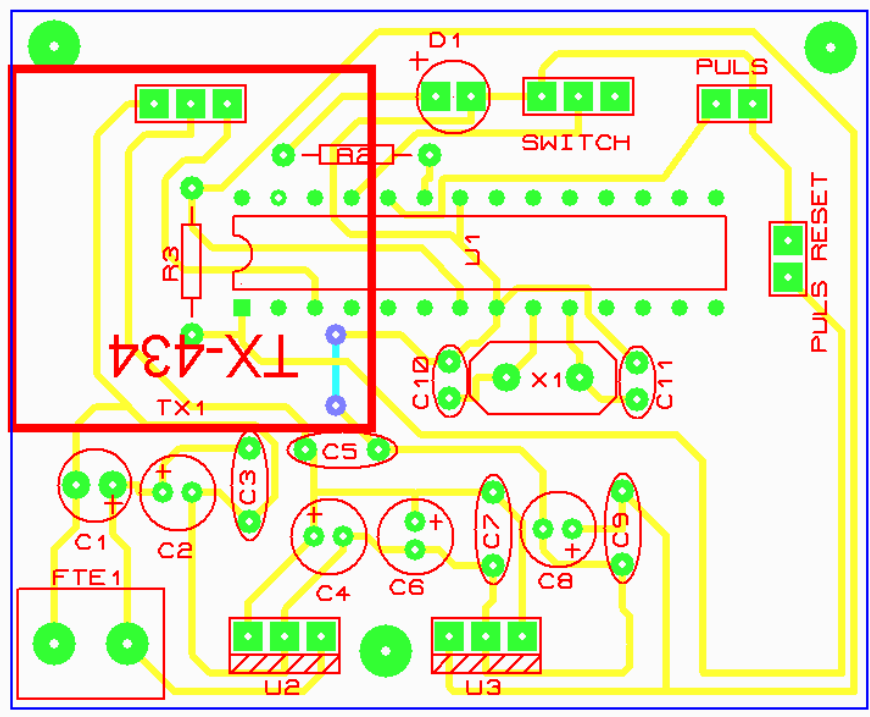 D1
+
PULS
SWITCH
R2
PULS RESET
R3
U1
TX-434
TX1
C10
X1
C11
C5
C3
+
+
C1
C2
+
+
C7
C9
+
C4
C6
C8
FTE1
U2
U3